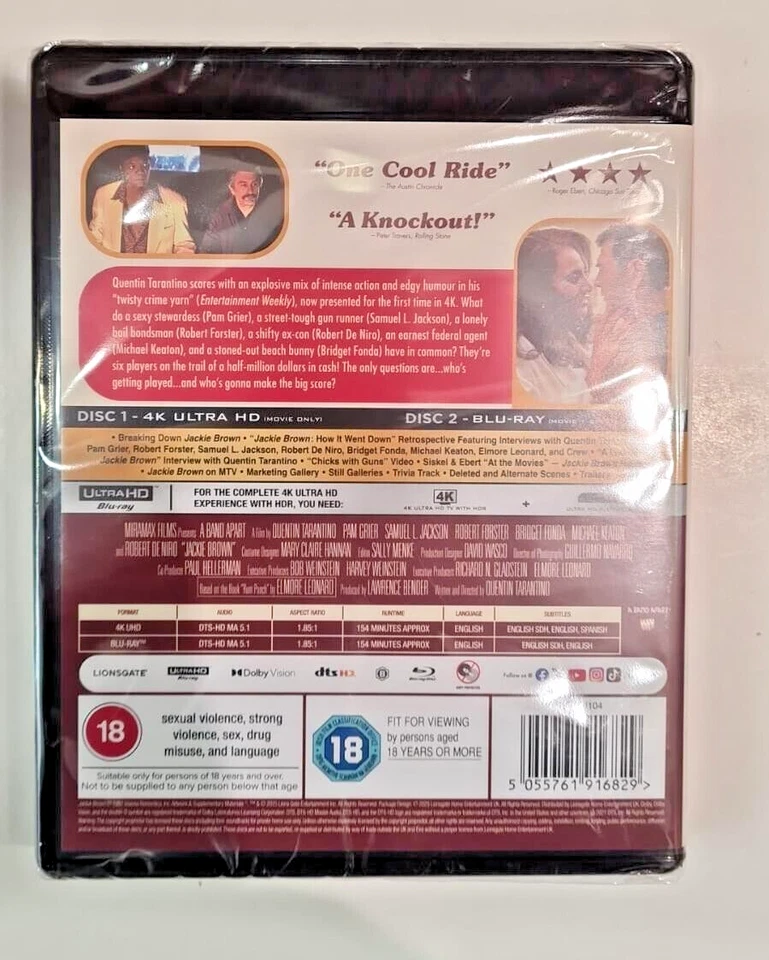 "One Cool Ride"
– The Austin Chronicle
– Roger Ebert, Chicago Sun-Times
"A Knockout!"
– Peter Travers, Rolling Stone
Quentin Tarantino scores with an explosive mix of intense action and edgy humour in his
"twisty crime yarn" (Entertainment Weekly), now presented for the first time in 4K. What
do a sexy stewardess (Pam Grier), a street-tough gun runner (Samuel L. Jackson), a lonely
bail bondsman (Robert Forster), a shifty ex-con (Robert De Niro), an earnest federal agent
(Michael Keaton), and a stoned-out beach bunny (Bridget Fonda) have in common? They're
six players on the trail of a half-million dollars in cash! The only questions are...who's
getting played...and who's gonna make the big score?
DISC 1 - 4K ULTRA HD (MOVIE ONLY) DISC 2 - BLU-RAY (MOVIE
• Breaking Down Jackie Brown • "Jackie Brown: How It Went Down" Retrospective Featuring Interviews with Quentin
Pam Grier, Robert Forster, Samuel L. Jackson, Robert De Niro, Bridget Fonda, Michael Keaton, Elmore Leonard, and Crew •
Jackie Brown" Interview with Quentin Tarantino • "Chicks with Guns" Video • Siskel & Ebert "At the Movies" – Jackie Brown
• Jackie Brown on MTV • Marketing Gallery • Still Galleries • Trivia Track • Deleted and Alternate Scenes •
ULTRA HD Blu-ray FOR THE COMPLETE 4K ULTRA HD 4K
EXPERIENCE WITH HDR, YOU NEED: 4K ULTRA HD TV WITH HDR +
MIRAMAX FILMS Presents A BAND APART A Film by QUENTIN TARANTINO PAM GRIER SAMUEL L. JACKSON ROBERT FORSTER BRIDGET FONDA MICHAEL KEATON
and ROBERT DE NIRO "JACKIE BROWN" Costume Designer MARY CLAIRE HANNAN Editor SALLY MENKE Production Designer DAVID WASCO Director of Photography GUILLERMO NAVARRO
Co-Producer PAUL HELLERMAN Executive Producers BOB WEINSTEIN HARVEY WEINSTEIN Executive Producers RICHARD N. GLADSTEIN ELMORE LEONARD
Based on the Book "Rum Punch" by ELMORE LEONARD Produced by LAWRENCE BENDER Written and Directed by QUENTIN TARANTINO
FORMAT AUDIO ASPECT RATIO RUNTIME LANGUAGE SUBTITLES
4K UHD DTS-HD MA 5.1 1.85:1 154 MINUTES APPROX ENGLISH ENGLISH SDH, ENGLISH, SPANISH
BLU-RAY™ DTS-HD MA 5.1 1.85:1 154 MINUTES APPROX ENGLISH ENGLISH SDH, ENGLISH
LIONSGATE ULTRA HD Blu-ray Dolby Vision dts HD Blu-ray Disc Follow us @
18 sexual violence, strong
violence, sex, drug
misuse, and language
Suitable only for persons of 18 years and over.
Not to be supplied to any person below that age
18
FIT FOR VIEWING
by persons aged
18 YEARS OR MORE
1104
5 055761 916829 >